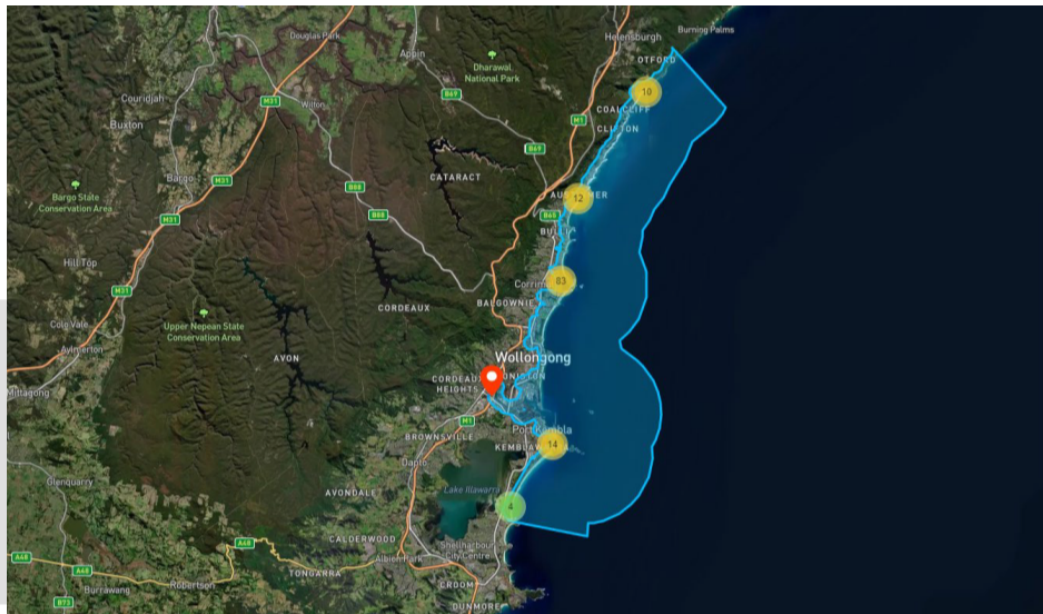 Burning Palms
Douglas Park
Helensburgh
Appin
OTFORD
Dharawal
National Park
M31
Couridjah
B69
10
Wilton
COALCLIFF
Buxton
M1
CLIFTON
B69
CATARACT
Bargo
M31
B88
12
Bargo State
Conservation Area
M31
B88
B65
Hill Top
Corrim
83
M31
BALGOWNIE
CORDEAUX
Upper Nepean State
Conservation Area
Colo Vale
Aylmerton
AVON
Wollongong
CORDEAUX
HEIGHTS
Mittagong
M1
Port Kembla
BROWNSVILLE
14
Dapto
Glenquarry
AVONDALE
Lake Illawarra
4
A48
CALDERWOOD
Shellharbour
City Centre
A48
Albion Park
A48
TONGARRA
Robertson
CROOM
Burrawang
B73
DUNMORE